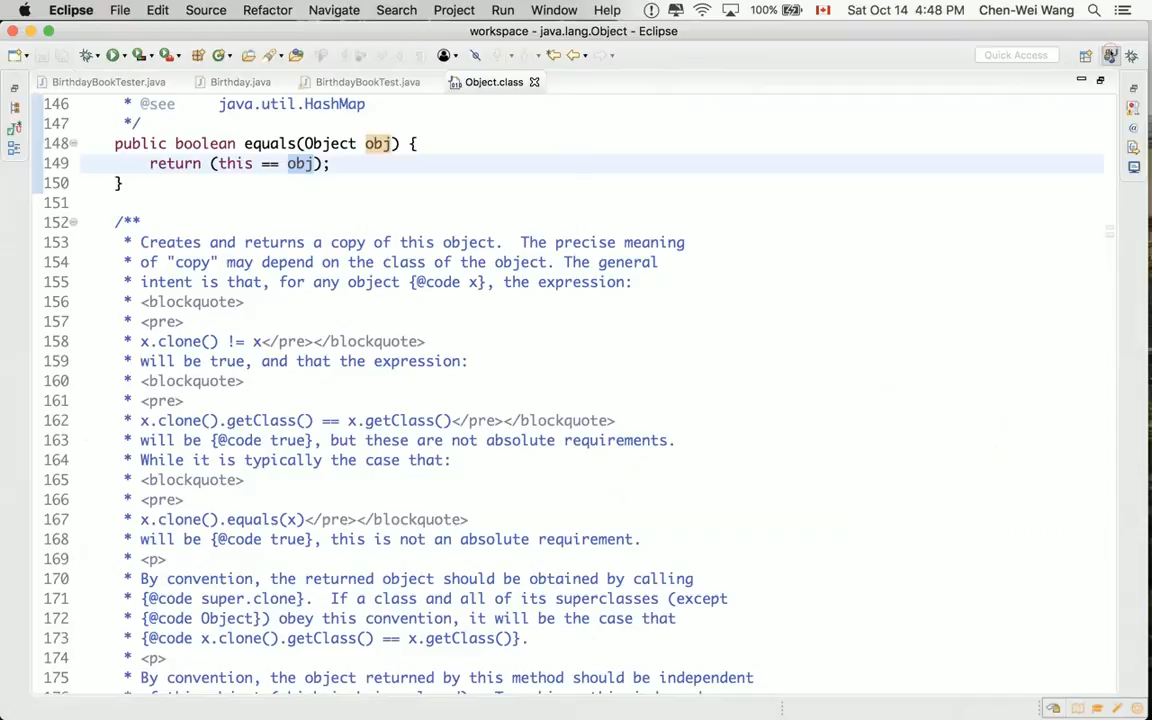 Eclipse File Edit Source Refactor Navigate Search Project Run Window Help 100% Sat Oct 14 4:48 PM Chen-Wei Wang
workspace - java.lang.Object - Eclipse
Quick Access
BirthdayBookTester.java Birthday.java BirthdayBookTest.java Object.class
146 * @see java.util.HashMap
147 */
148 public boolean equals(Object obj) {
149 return (this == obj);
150 }
151
152 /**
153 * Creates and returns a copy of this object. The precise meaning
154 * of "copy" may depend on the class of the object. The general
155 * intent is that, for any object {@code x}, the expression:
156 * <blockquote>
157 * <pre>
158 * x.clone() != x</pre></blockquote>
159 * will be true, and that the expression:
160 * <blockquote>
161 * <pre>
162 * x.clone().getClass() == x.getClass()</pre></blockquote>
163 * will be {@code true}, but these are not absolute requirements.
164 * While it is typically the case that:
165 * <blockquote>
166 * <pre>
167 * x.clone().equals(x)</pre></blockquote>
168 * will be {@code true}, this is not an absolute requirement.
169 * <p>
170 * By convention, the returned object should be obtained by calling
171 * {@code super.clone}. If a class and all of its superclasses (except
172 * {@code Object}) obey this convention, it will be the case that
173 * {@code x.clone().getClass() == x.getClass()}.
174 * <p>
175 * By convention, the object returned by this method should be independent